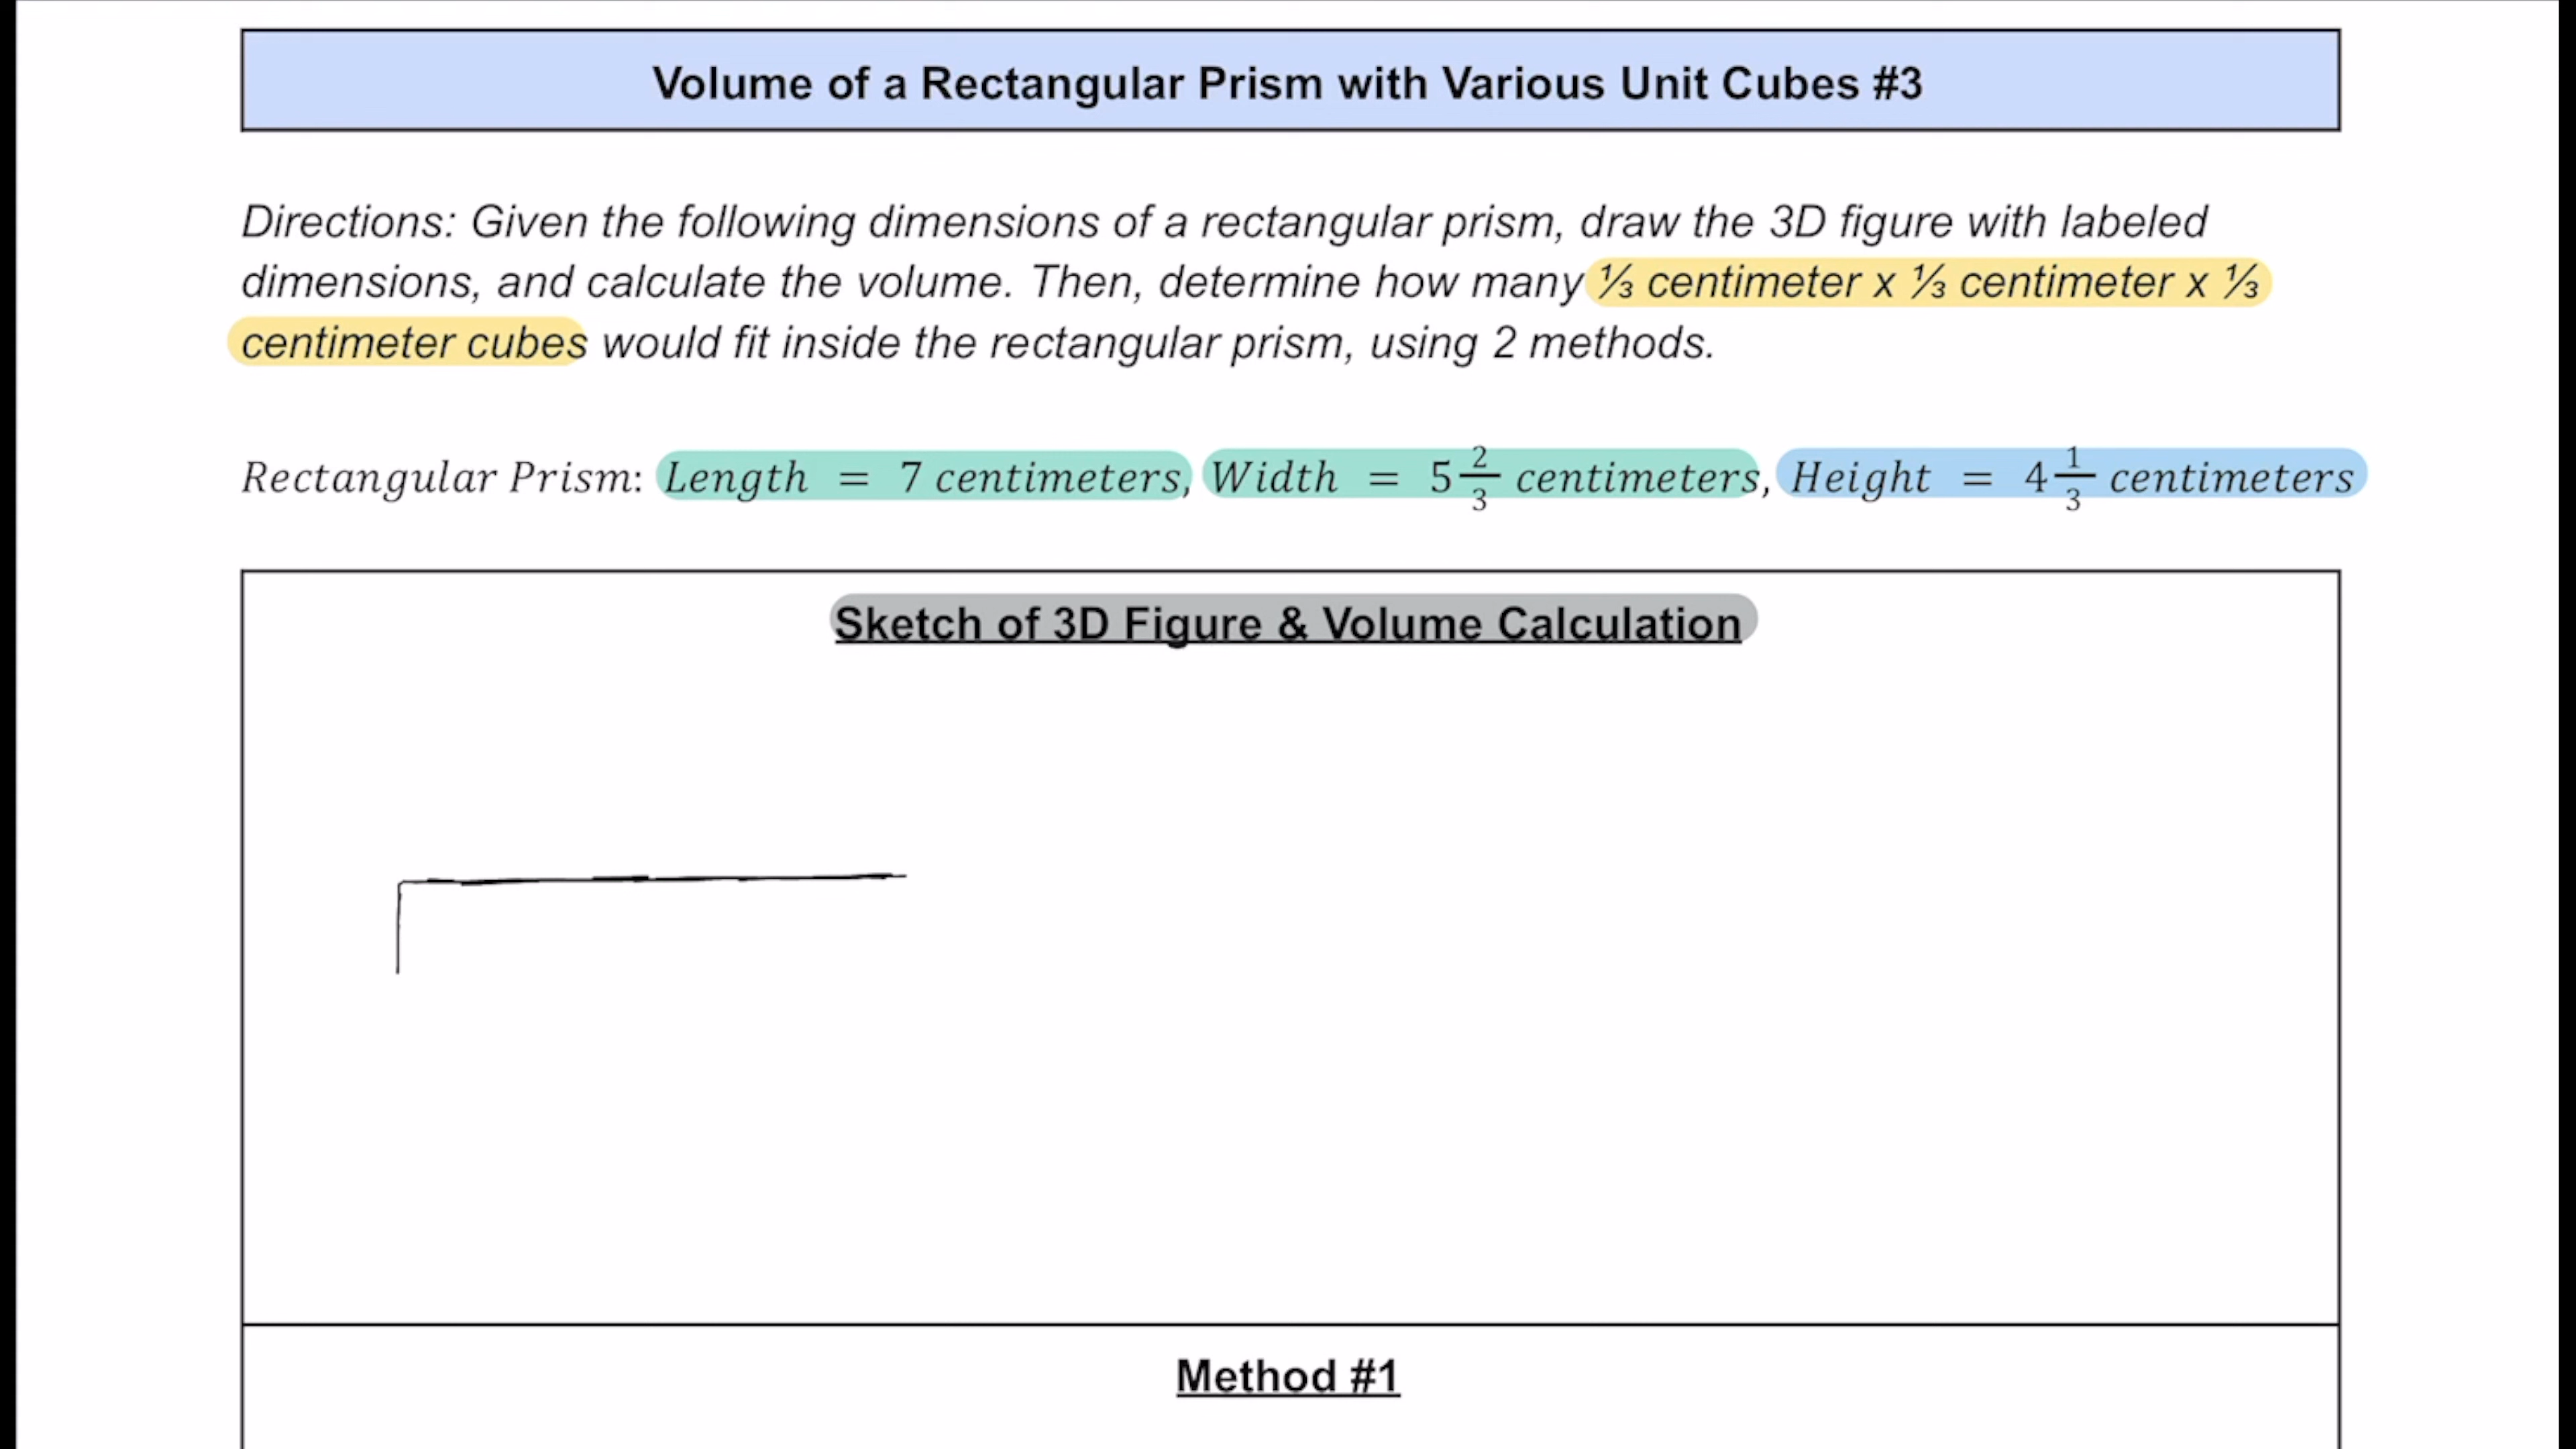 Volume of a Rectangular Prism with Various Unit Cubes #3
Directions: Given the following dimensions of a rectangular prism, draw the 3D figure with labeled
dimensions, and calculate the volume. Then, determine how many ⅓ centimeter x ⅓ centimeter x ⅓
centimeter cubes would fit inside the rectangular prism, using 2 methods.
Rectangular Prism: Length = 7 centimeters, Width = 5 2/3 centimeters, Height = 4 1/3 centimeters
Sketch of 3D Figure & Volume Calculation
Method #1